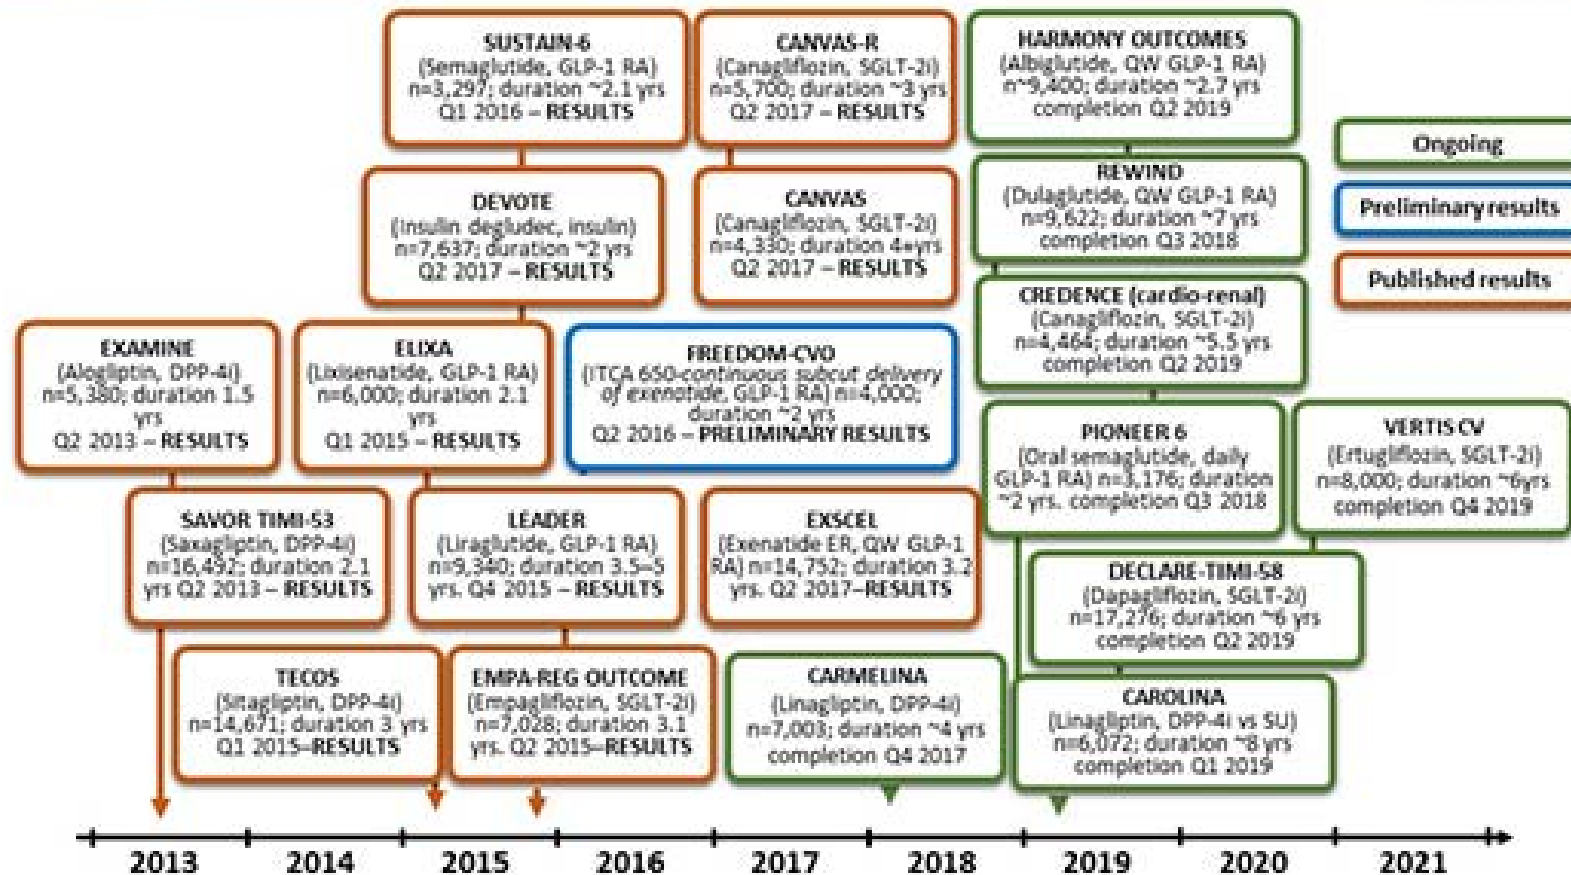 SUSTAIN-6
(Semaglutide, GLP-1 RA)
n=3,297; duration ~2.1 yrs
Q1 2016 – RESULTS
CANVAS-R
(Canagliflozin, SGLT-2i)
n=5,700; duration ~3 yrs
Q2 2017 – RESULTS
HARMONY OUTCOMES
(Albiglutide, QW GLP-1 RA)
n~9,400; duration ~2.7 yrs
completion Q2 2019
Ongoing
Preliminary results
Published results
DEVOTE
(Insulin degludec, insulin)
n=7,637; duration ~2 yrs
Q2 2017 – RESULTS
CANVAS
(Canagliflozin, SGLT-2i)
n=4,330; duration 4+yrs
Q2 2017 – RESULTS
REWIND
(Dulaglutide, QW GLP-1 RA)
n=9,622; duration ~7 yrs
completion Q3 2018
CREDENCE (cardio-renal)
(Canagliflozin, SGLT-2i)
n=4,464; duration ~5.5 yrs
completion Q2 2019
EXAMINE
(Alogliptin, DPP-4i)
n=5,380; duration 1.5
yrs
Q2 2013 – RESULTS
ELIXA
(Lixisenatide, GLP-1 RA)
n=6,000; duration 2.1
yrs
Q1 2015 – RESULTS
FREEDOM-CVO
(ITCA 650-continuous subcut delivery
of exenatide, GLP-1 RA) n=4,000;
duration ~2 yrs
Q2 2016 – PRELIMINARY RESULTS
PIONEER 6
(Oral semaglutide, daily
GLP-1 RA) n=3,176; duration
~2 yrs. completion Q3 2018
VERTIS CV
(Ertugliflozin, SGLT-2i)
n=8,000; duration ~6yrs
completion Q4 2019
SAVOR TIMI-53
(Saxagliptin, DPP-4i)
n=16,492; duration 2.1
yrs Q2 2013 – RESULTS
LEADER
(Liraglutide, GLP-1 RA)
n=9,340; duration 3.5–5
yrs. Q4 2015 – RESULTS
EXSCEL
(Exenatide ER, QW GLP-1
RA) n=14,752; duration 3.2
yrs. Q2 2017–RESULTS
DECLARE-TIMI-58
(Dapagliflozin, SGLT-2i)
n=17,276; duration ~6 yrs
completion Q2 2019
TECOS
(Sitagliptin, DPP-4i)
n=14,671; duration 3 yrs
Q1 2015–RESULTS
EMPA-REG OUTCOME
(Empagliflozin, SGLT-2i)
n=7,028; duration 3.1
yrs. Q2 2015–RESULTS
CARMELINA
(Linagliptin, DPP-4i)
n=7,003; duration ~4 yrs
completion Q4 2017
CAROLINA
(Linagliptin, DPP-4i vs SU)
n=6,072; duration ~8 yrs
completion Q1 2019
2013 2014 2015 2016 2017 2018 2019 2020 2021